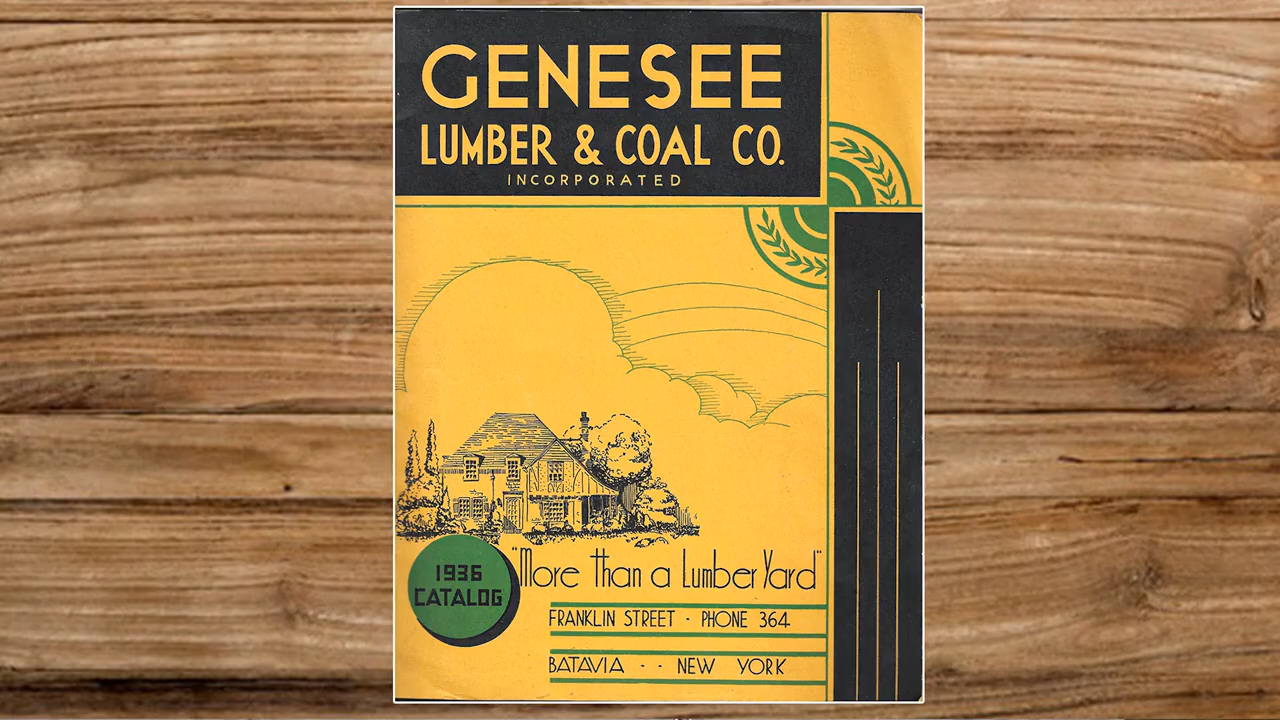 GENESEE
LUMBER & COAL CO.
INCORPORATED
1936
CATALOG
"More than a Lumber Yard"
FRANKLIN STREET - PHONE 364
BATAVIA - - NEW YORK